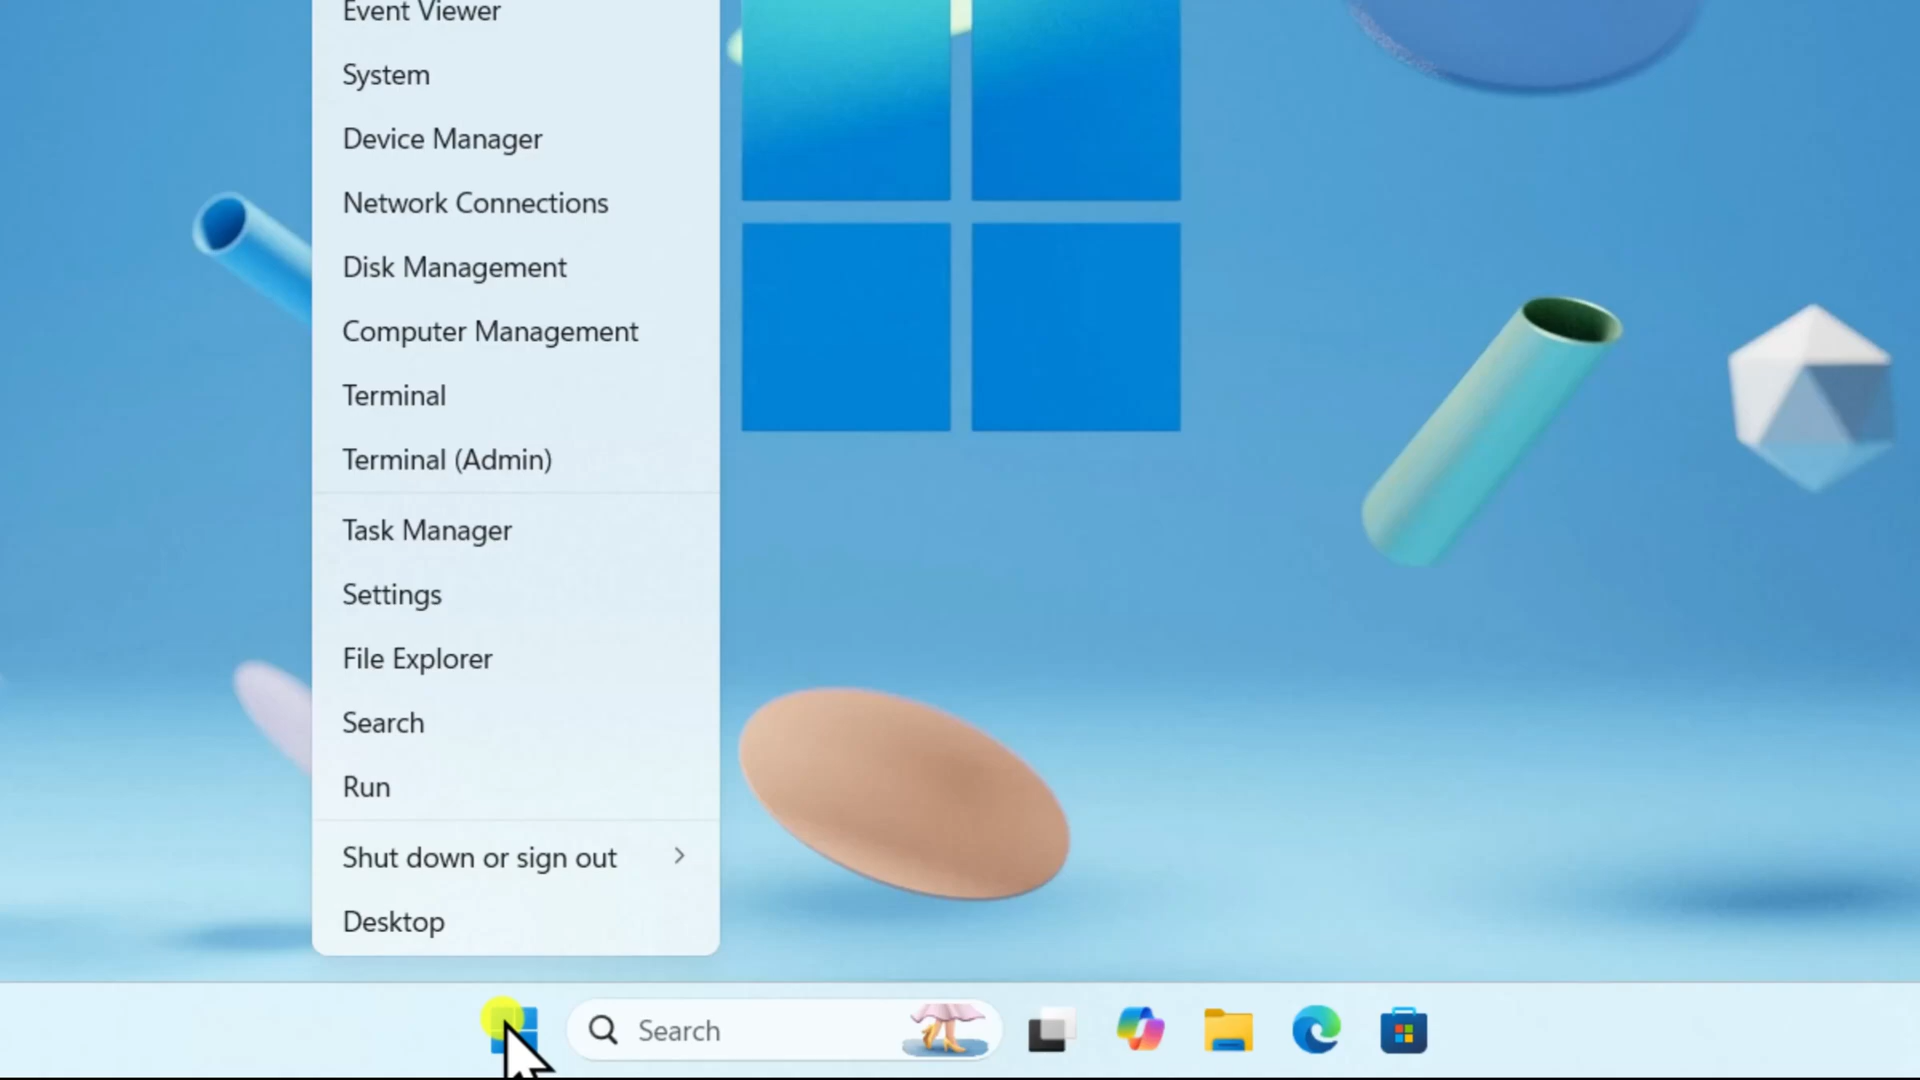 Event Viewer
System
Device Manager
Network Connections
Disk Management
Computer Management
Terminal
Terminal (Admin)
Task Manager
Settings
File Explorer
Search
Run
Shut down or sign out
Desktop
Search